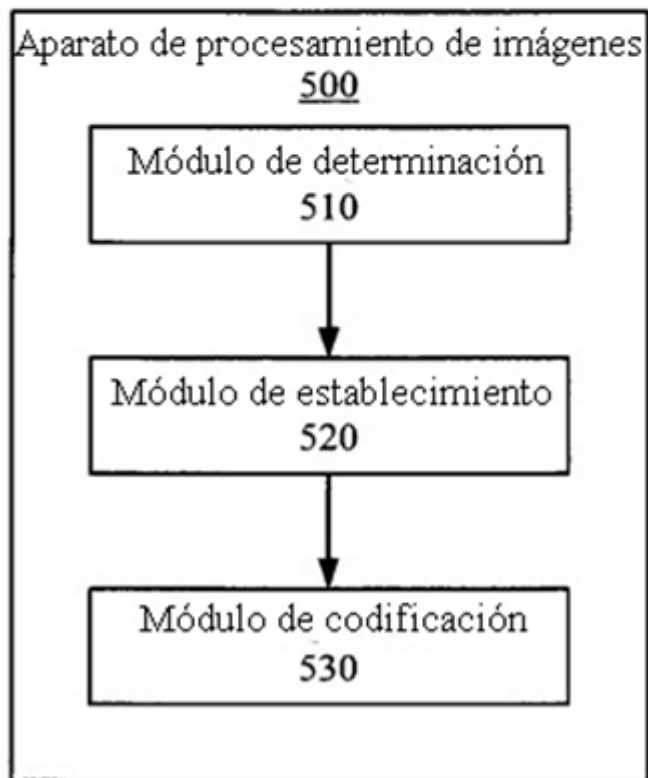 Aparato de procesamiento de imágenes
500
Módulo de determinación
510
Módulo de establecimiento
520
Módulo de codificación
530